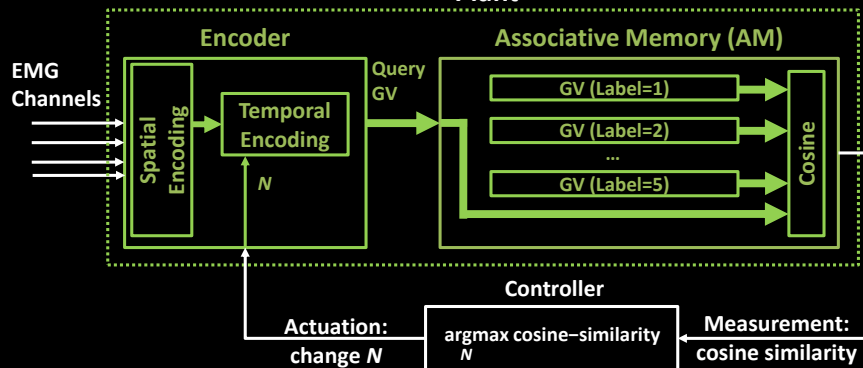 Encoder
Associative Memory (AM)
EMG
Channels
Query
GV
Spatial
Encoding
Temporal
Encoding
N
GV (Label=1)
GV (Label=2)
...
GV (Label=5)
Cosine
Controller
Actuation:
change N
argmax cosine−similarity
N
Measurement:
cosine similarity